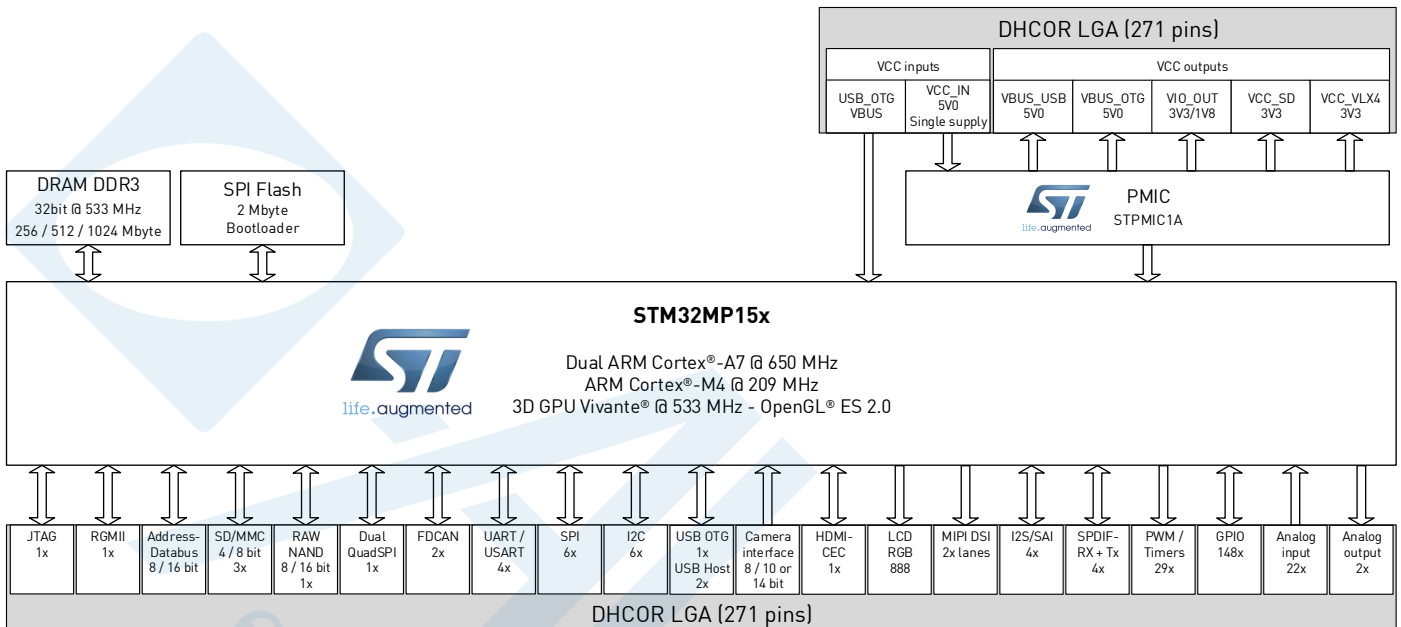 DHCOR LGA (271 pins)
VCC inputs
VCC outputs
USB_OTG
VBUS
VCC_IN
5V0
Single supply
VBUS_USB
5V0
VBUS_OTG
5V0
VIO_OUT
3V3/1V8
VCC_SD
3V3
VCC_VLX4
3V3
DRAM DDR3
32bit @ 533 MHz
256 / 512 / 1024 Mbyte
SPI Flash
2 Mbyte
Bootloader
ST
life.augmented
PMIC
STPMIC1A
STM32MP15x
ST
life.augmented
Dual ARM Cortex®-A7 @ 650 MHz
ARM Cortex®-M4 @ 209 MHz
3D GPU Vivante® @ 533 MHz - OpenGL® ES 2.0
JTAG
1x
RGMII
1x
Address-
Databus
8 / 16 bit
SD/MMC
4 / 8 bit
3x
RAW
NAND
8 / 16 bit
1x
Dual
QuadSPI
1x
FDCAN
2x
UART /
USART
4x
SPI
6x
I2C
6x
USB OTG
1x
USB Host
2x
Camera
interface
8 / 10 or
14 bit
HDMI-
CEC
1x
LCD
RGB
888
MIPI DSI
2x lanes
I2S/SAI
4x
SPDIF-
RX + Tx
4x
PWM /
Timers
29x
GPIO
148x
Analog
input
22x
Analog
output
2x
DHCOR LGA (271 pins)